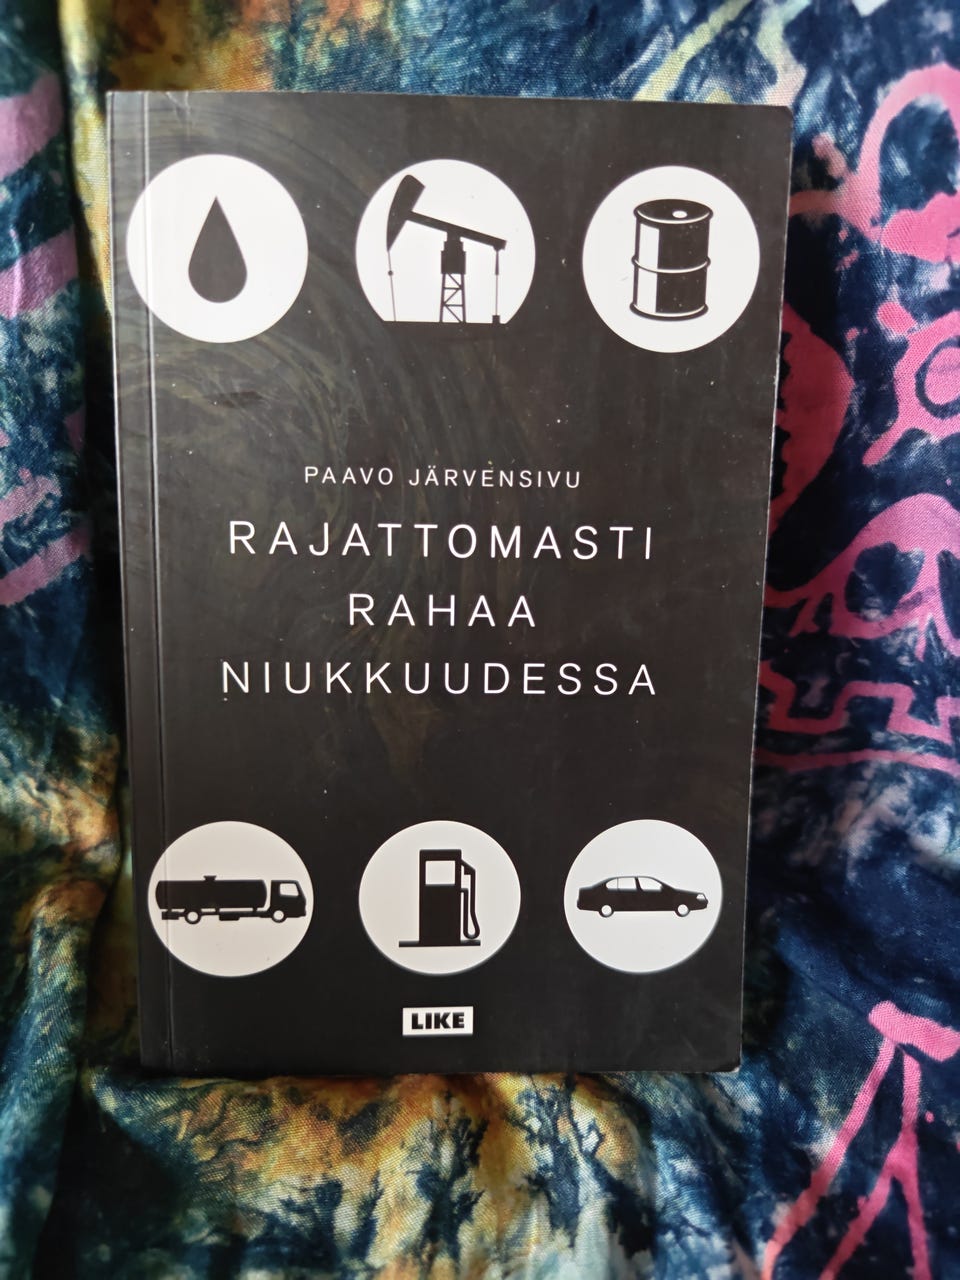 PAAVO JÄRVENSIVU
RAJATTOMASTI
RAHAA
NIUKKUUDESSA
LIKE